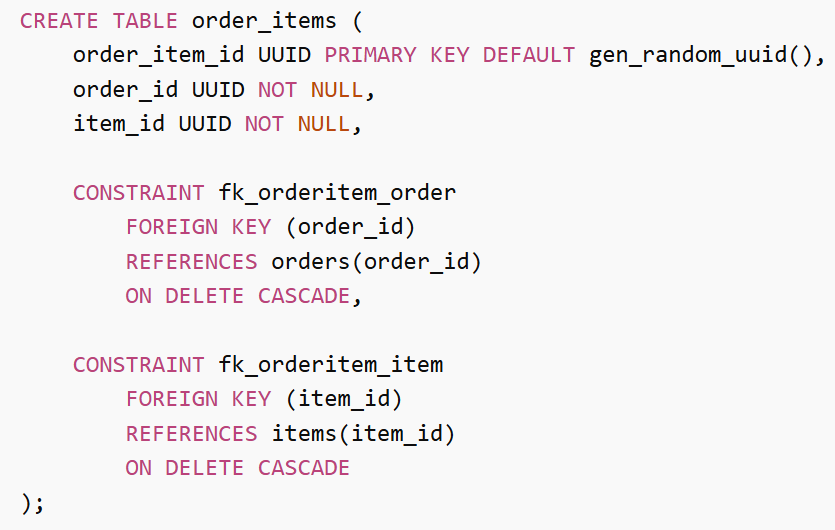 CREATE TABLE order_items (
    order_item_id UUID PRIMARY KEY DEFAULT gen_random_uuid(),
    order_id UUID NOT NULL,
    item_id UUID NOT NULL,

    CONSTRAINT fk_orderitem_order
        FOREIGN KEY (order_id)
        REFERENCES orders(order_id)
        ON DELETE CASCADE,

    CONSTRAINT fk_orderitem_item
        FOREIGN KEY (item_id)
        REFERENCES items(item_id)
        ON DELETE CASCADE
);